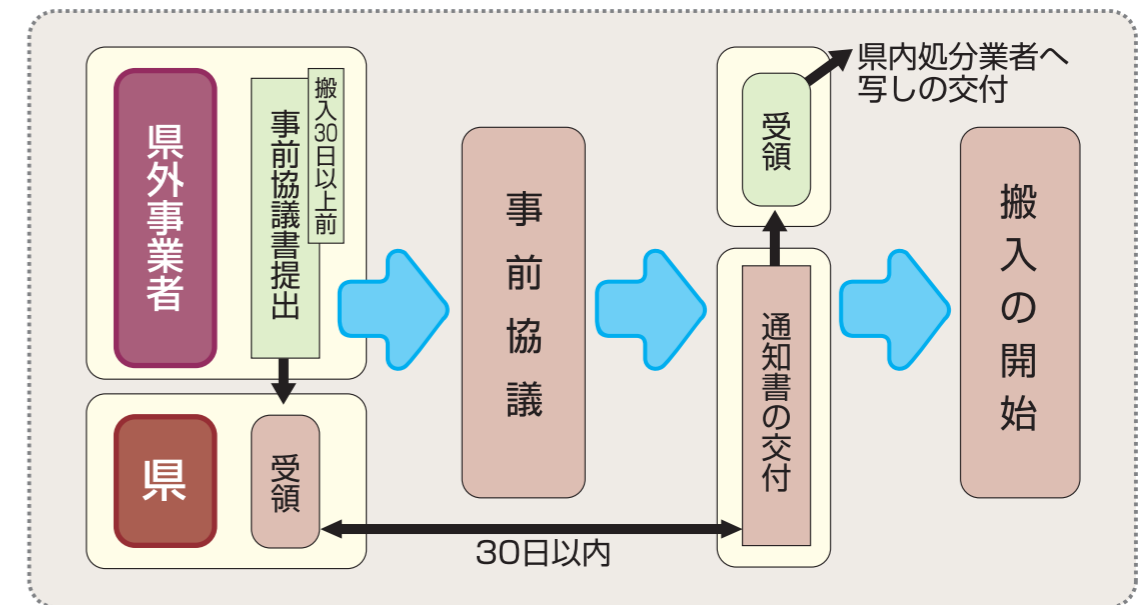 県外事業者
事前協議書提出
搬入30日以上前
県
受領
事前協議
受領
県内処分業者へ
写しの交付
通知書の交付
30日以内
搬入の開始